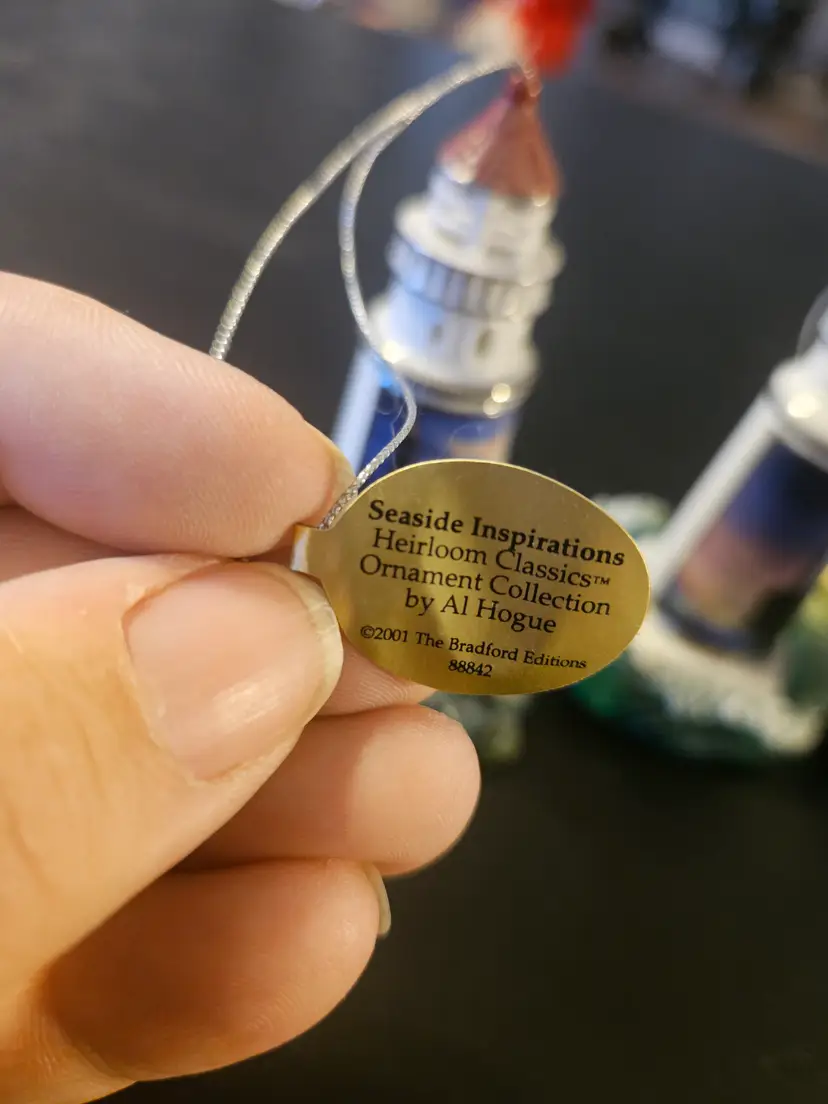 Seaside Inspirations
Heirloom Classics™
Ornament Collection
by Al Hogue
©2001 The Bradford Editions
88842